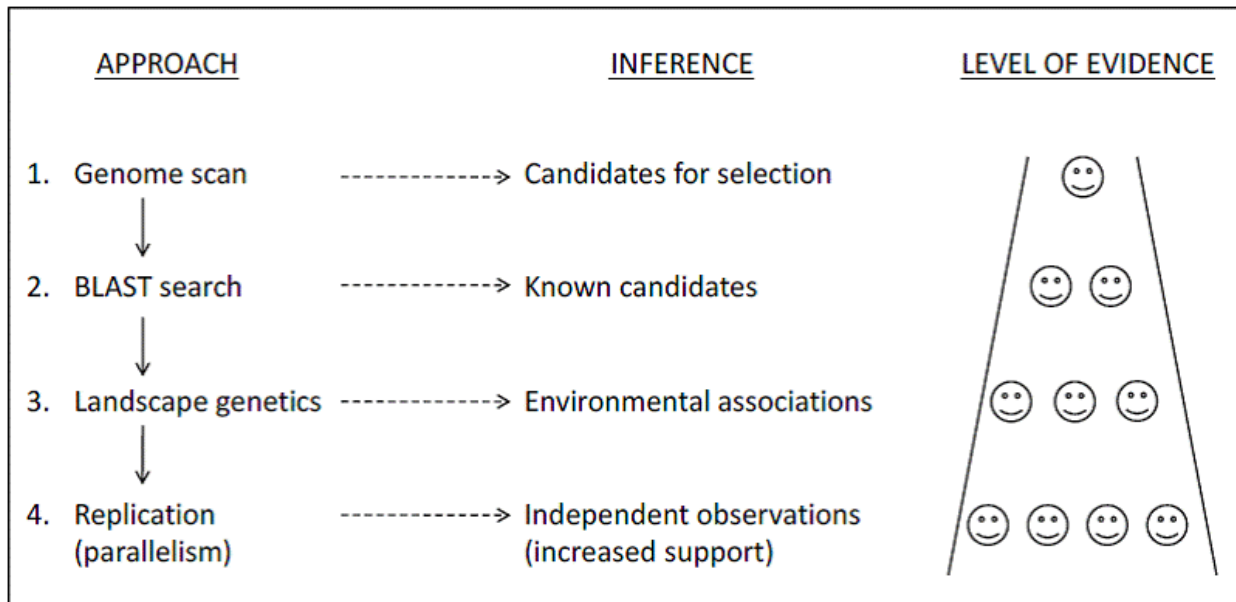 APPROACH INFERENCE LEVEL OF EVIDENCE
1. Genome scan Candidates for selection
2. BLAST search Known candidates
3. Landscape genetics Environmental associations
4. Replication Independent observations
(parallelism) (increased support)